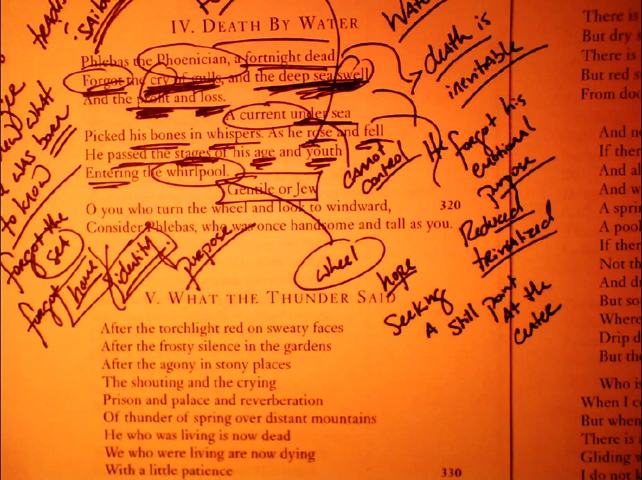 IV. DEATH BY WATER
Phlebas the Phoenician, a fortnight dead
Forgot the cry of gulls, and the deep sea swell
And the profit and loss.
A current under sea
Picked his bones in whispers. As he rose and fell
He passed the stages of his age and youth
Entering the whirlpool.
Gentile or Jew
O you who turn the wheel and look to windward, 320
Consider Phlebas, who was once handsome and tall as you.
V. WHAT THE THUNDER SAID
After the torchlight red on sweaty faces
After the frosty silence in the gardens
After the agony in stony places
The shouting and the crying
Prison and palace and reverberation
Of thunder of spring over distant mountains
He who was living is now dead
We who were living are now dying
With a little patience 330
death is
inevitable
cannot
control
He forgot his
emotional
purpose
Reduced
trivialized
what
he was born
to know
forgot the
sea
forgot
home
identity
purpose
wheel
hope
Seeking
A still point
At the
center
There is
But dry
There is
But red s
From doo
And no
If ther
And al
And w
A sprin
A pool
If ther
Not th
And d
But so
Where
Drip d
But the
Who is
When I c
But when
There is
Gliding w
I do not k